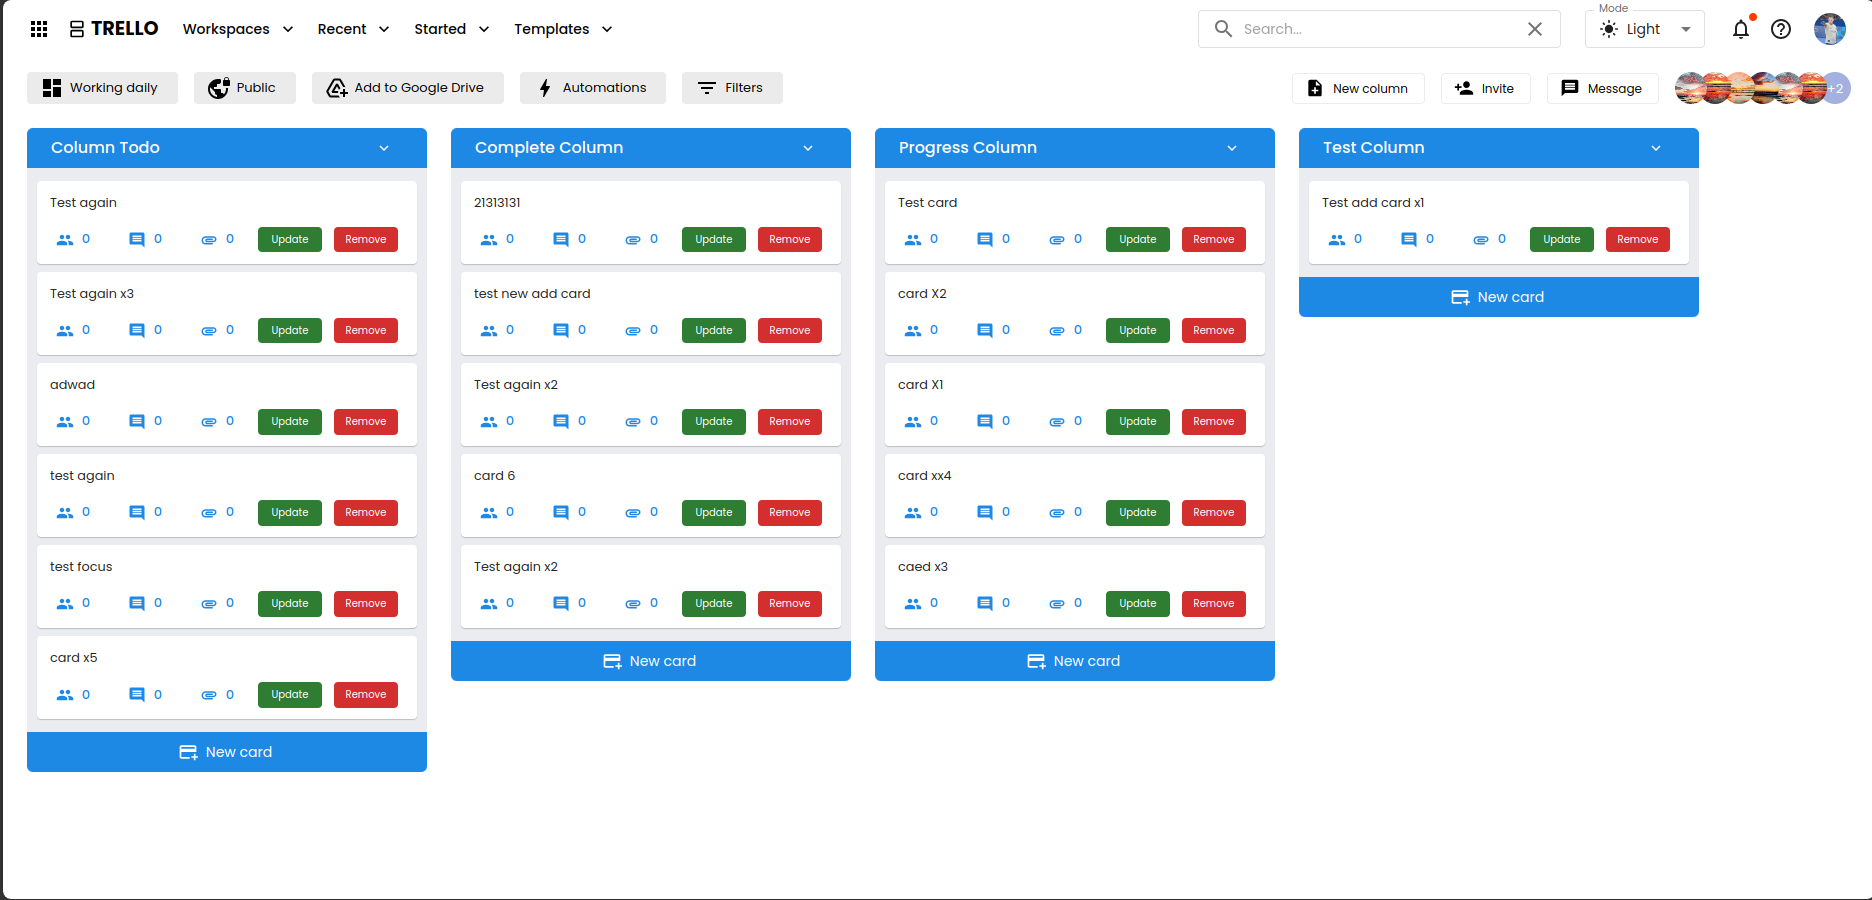 TRELLO Workspaces Recent Started Templates Search... Mode Light
Working daily Public Add to Google Drive Automations Filters New column Invite Message +2
Column Todo
Test again
0 0 0 Update Remove
Test again x3
0 0 0 Update Remove
adwad
0 0 0 Update Remove
test again
0 0 0 Update Remove
test focus
0 0 0 Update Remove
card x5
0 0 0 Update Remove
New card
Complete Column
21313131
0 0 0 Update Remove
test new add card
0 0 0 Update Remove
Test again x2
0 0 0 Update Remove
card 6
0 0 0 Update Remove
Test again x2
0 0 0 Update Remove
New card
Progress Column
Test card
0 0 0 Update Remove
card X2
0 0 0 Update Remove
card X1
0 0 0 Update Remove
card xx4
0 0 0 Update Remove
caed x3
0 0 0 Update Remove
New card
Test Column
Test add card x1
0 0 0 Update Remove
New card